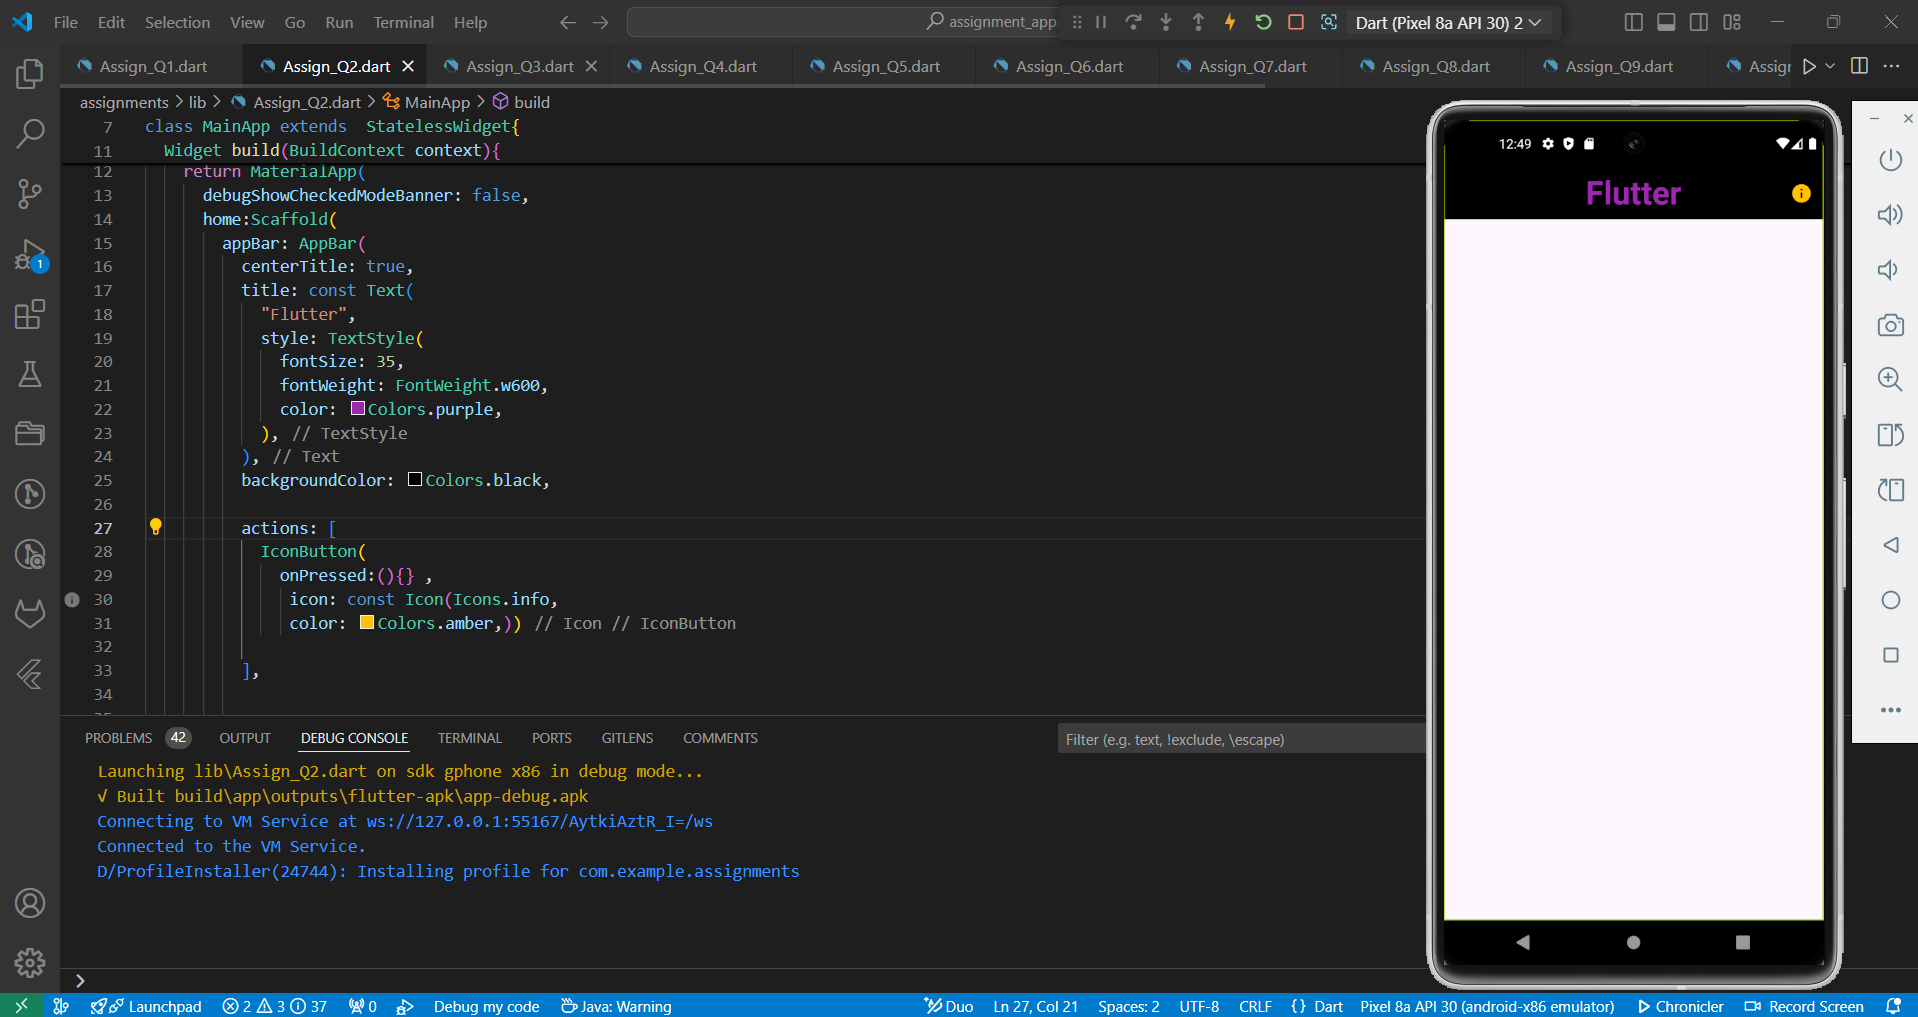 File Edit Selection View Go Run Terminal Help
assignment_app
Dart (Pixel 8a API 30) 2
Assign_Q1.dart Assign_Q2.dart Assign_Q3.dart Assign_Q4.dart Assign_Q5.dart Assign_Q6.dart Assign_Q7.dart Assign_Q8.dart Assign_Q9.dart Assign
assignments > lib > Assign_Q2.dart > MainApp > build
7 class MainApp extends  StatelessWidget{
11 Widget build(BuildContext context){
12 return MaterialApp(
13 debugShowCheckedModeBanner: false,
14 home:Scaffold(
15 appBar: AppBar(
16 centerTitle: true,
17 title: const Text(
18 "Flutter",
19 style: TextStyle(
20 fontSize: 35,
21 fontWeight: FontWeight.w600,
22 color: Colors.purple,
23 ), // TextStyle
24 ), // Text
25 backgroundColor: Colors.black,
26
27 actions: [
28 IconButton(
29 onPressed:(){} ,
30 icon: const Icon(Icons.info,
31 color: Colors.amber,)) // Icon // IconButton
32
33 ],
34
12:49
Flutter
1
PROBLEMS 42 OUTPUT DEBUG CONSOLE TERMINAL PORTS GITLENS COMMENTS
Filter (e.g. text, !exclude, \escape)
Launching lib\Assign_Q2.dart on sdk gphone x86 in debug mode...
√ Built build\app\outputs\flutter-apk\app-debug.apk
Connecting to VM Service at ws://127.0.0.1:55167/AytkiAztR_I=/ws
Connected to the VM Service.
D/ProfileInstaller(24744): Installing profile for com.example.assignments
Launchpad 2 3 37 0 Debug my code Java: Warning Duo Ln 27, Col 21 Spaces: 2 UTF-8 CRLF {} Dart Pixel 8a API 30 (android-x86 emulator) Chronicler Record Screen